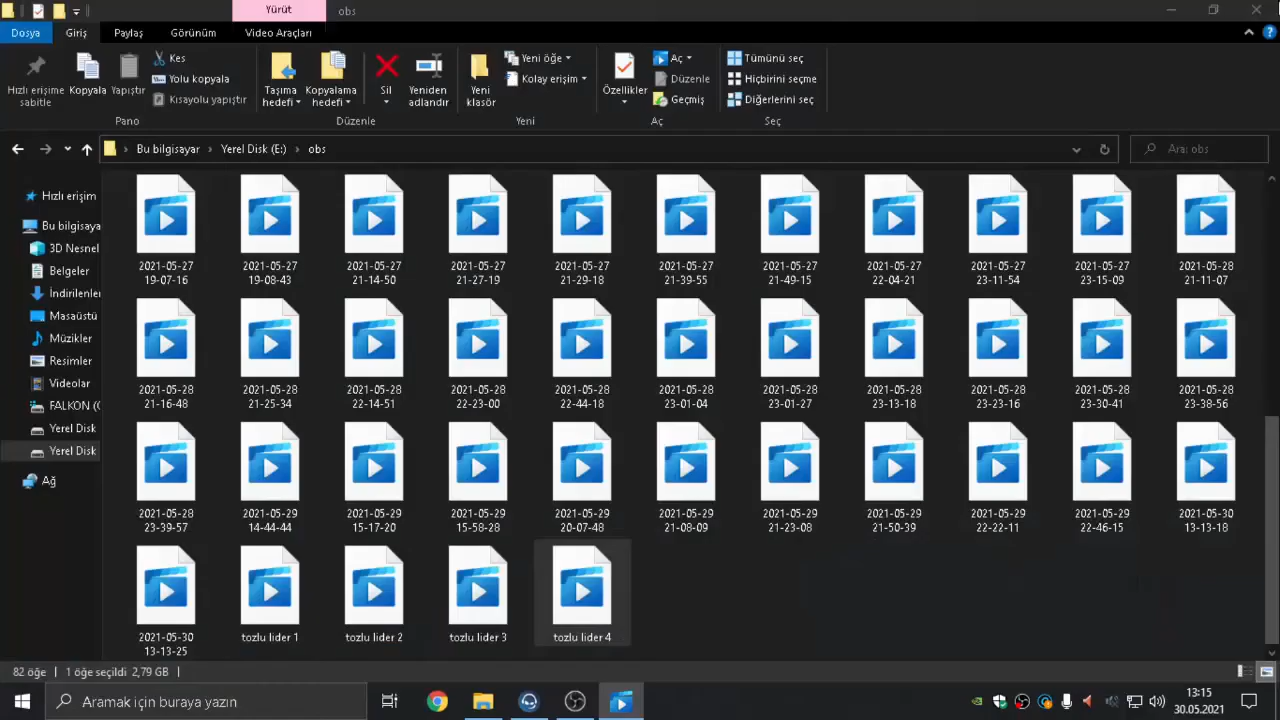 Yürüt
obs
Dosya
Giriş
Paylaş
Görünüm
Video Araçları
Hızlı erişime
sabitle
Kopyala
Yapıştır
Kes
Yolu kopyala
Kısayolu yapıştır
Taşıma
hedefi
Kopyalama
hedefi
Sil
Yeniden
adlandır
Yeni
klasör
Yeni öğe
Kolay erişim
Özellikler
Aç
Düzenle
Geçmiş
Tümünü seç
Hiçbirini seçme
Diğerlerini seç
Pano
Düzenle
Yeni
Aç
Seç
Bu bilgisayar
Yerel Disk (E:)
obs
Ara: obs
Hızlı erişim
Bu bilgisaya
3D Nesnel
Belgeler
İndirilenler
Masaüstü
Müzikler
Resimler
Videolar
FALKON (C
Yerel Disk
Yerel Disk
Ağ
2021-05-27 2021-05-27 2021-05-27 2021-05-27 2021-05-27 2021-05-27 2021-05-27 2021-05-27 2021-05-27 2021-05-27 2021-05-28
19-07-16 19-08-43 21-14-50 21-27-19 21-29-18 21-39-55 21-49-15 22-04-21 23-11-54 23-15-09 21-11-07
2021-05-28 2021-05-28 2021-05-28 2021-05-28 2021-05-28 2021-05-28 2021-05-28 2021-05-28 2021-05-28 2021-05-28 2021-05-28
21-16-48 21-25-34 22-14-51 22-23-00 22-44-18 23-01-04 23-01-27 23-13-18 23-23-16 23-30-41 23-38-56
2021-05-28 2021-05-29 2021-05-29 2021-05-29 2021-05-29 2021-05-29 2021-05-29 2021-05-29 2021-05-29 2021-05-29 2021-05-30
23-39-57 14-44-44 15-17-20 15-58-28 20-07-48 21-08-09 21-23-08 21-50-39 22-22-11 22-46-15 13-13-18
2021-05-30 tozlu lider 1 tozlu lider 2 tozlu lider 3 tozlu lider 4
13-13-25
82 öğe
1 öğe seçildi 2,79 GB
Aramak için buraya yazın
13:15
30.05.2021